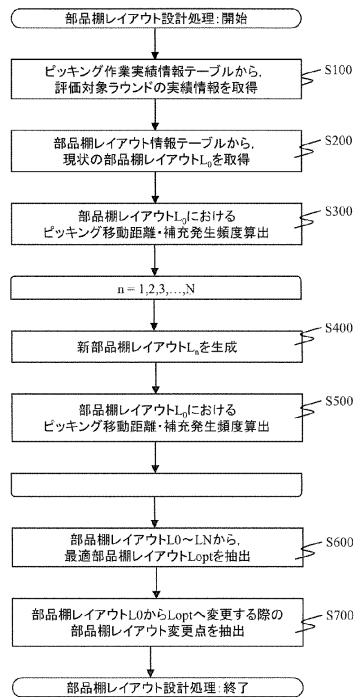 部品棚レイアウト設計処理:開始
ピッキング作業実績情報テーブルから,
評価対象ラウンドの実績情報を取得
S100
部品棚レイアウト情報テーブルから,
現状の部品棚レイアウトL0を取得
S200
部品棚レイアウトL0における
ピッキング移動距離・補充発生頻度算出
S300
n = 1,2,3,…,N
新部品棚レイアウトLnを生成
S400
部品棚レイアウトL0における
ピッキング移動距離・補充発生頻度算出
S500
部品棚レイアウトL0~LNから,
最適部品棚レイアウトLoptを抽出
S600
部品棚レイアウトL0からLoptへ変更する際の
部品棚レイアウト変更点を抽出
S700
部品棚レイアウト設計処理:終了